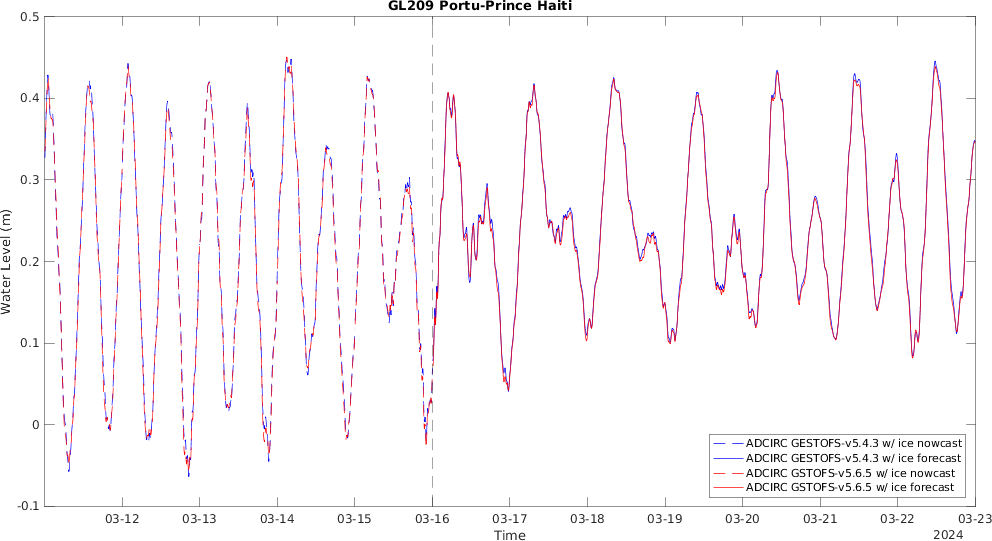 GL209 Portu-Prince Haiti
0.5
0.4
0.3
0.2
0.1
0
-0.1
Water Level (m)
ADCIRC GESTOFS-v5.4.3 w/ ice nowcast
ADCIRC GESTOFS-v5.4.3 w/ ice forecast
ADCIRC GSTOFS-v5.6.5 w/ ice nowcast
ADCIRC GSTOFS-v5.6.5 w/ ice forecast
03-12 03-13 03-14 03-15 03-16 03-17 03-18 03-19 03-20 03-21 03-22 03-23
Time
2024